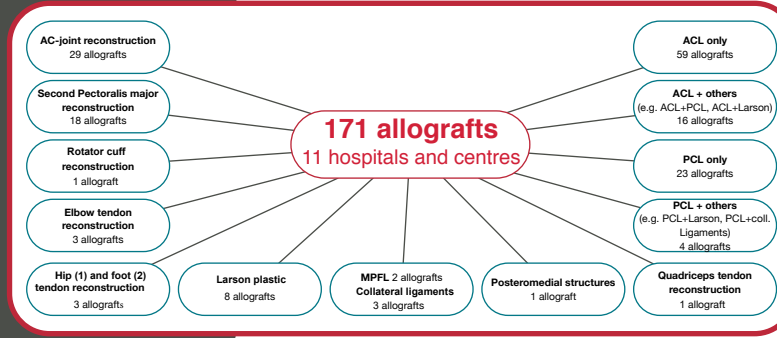 AC-joint reconstruction
29 allografts
Second Pectoralis major
reconstruction
18 allografts
Rotator cuff
reconstruction
1 allograft
Elbow tendon
reconstruction
3 allografts
Hip (1) and foot (2)
tendon reconstruction
3 allografts
Larson plastic
8 allografts
171 allografts
11 hospitals and centres
MPFL 2 allografts
Collateral ligaments
3 allografts
Posteromedial structures
1 allograft
ACL only
59 allografts
ACL + others
(e.g. ACL+PCL, ACL+Larson)
16 allografts
PCL only
23 allografts
PCL + others
(e.g. PCL+Larson, PCL+coll.
Ligaments)
4 allografts
Quadriceps tendon
reconstruction
1 allograft